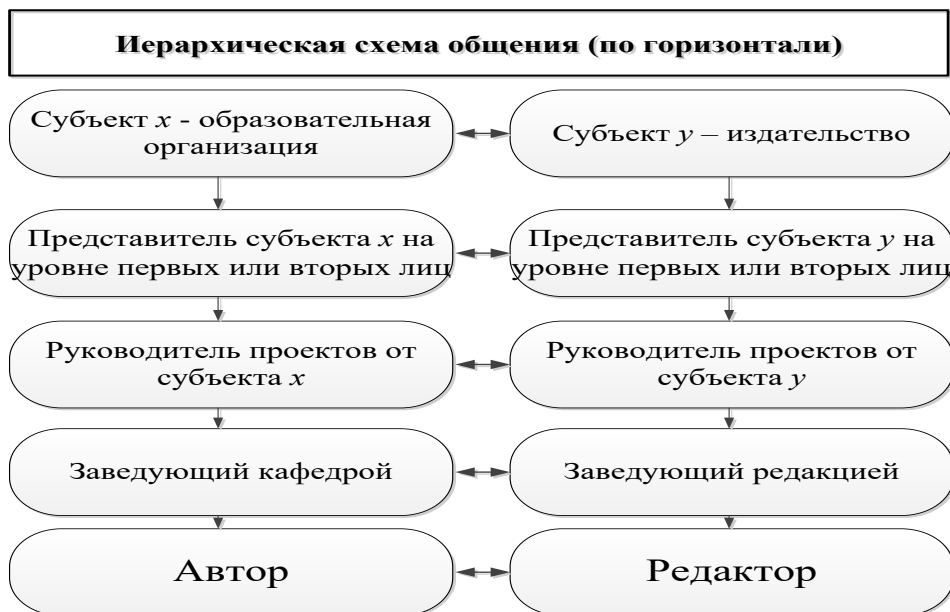 Иерархическая схема общения (по горизонтали)
Субъект x - образовательная
организация
Субъект y – издательство
Представитель субъекта x на
уровне первых или вторых лиц
Представитель субъекта y на
уровне первых или вторых лиц
Руководитель проектов от
субъекта x
Руководитель проектов от
субъекта y
Заведующий кафедрой
Заведующий редакцией
Автор
Редактор